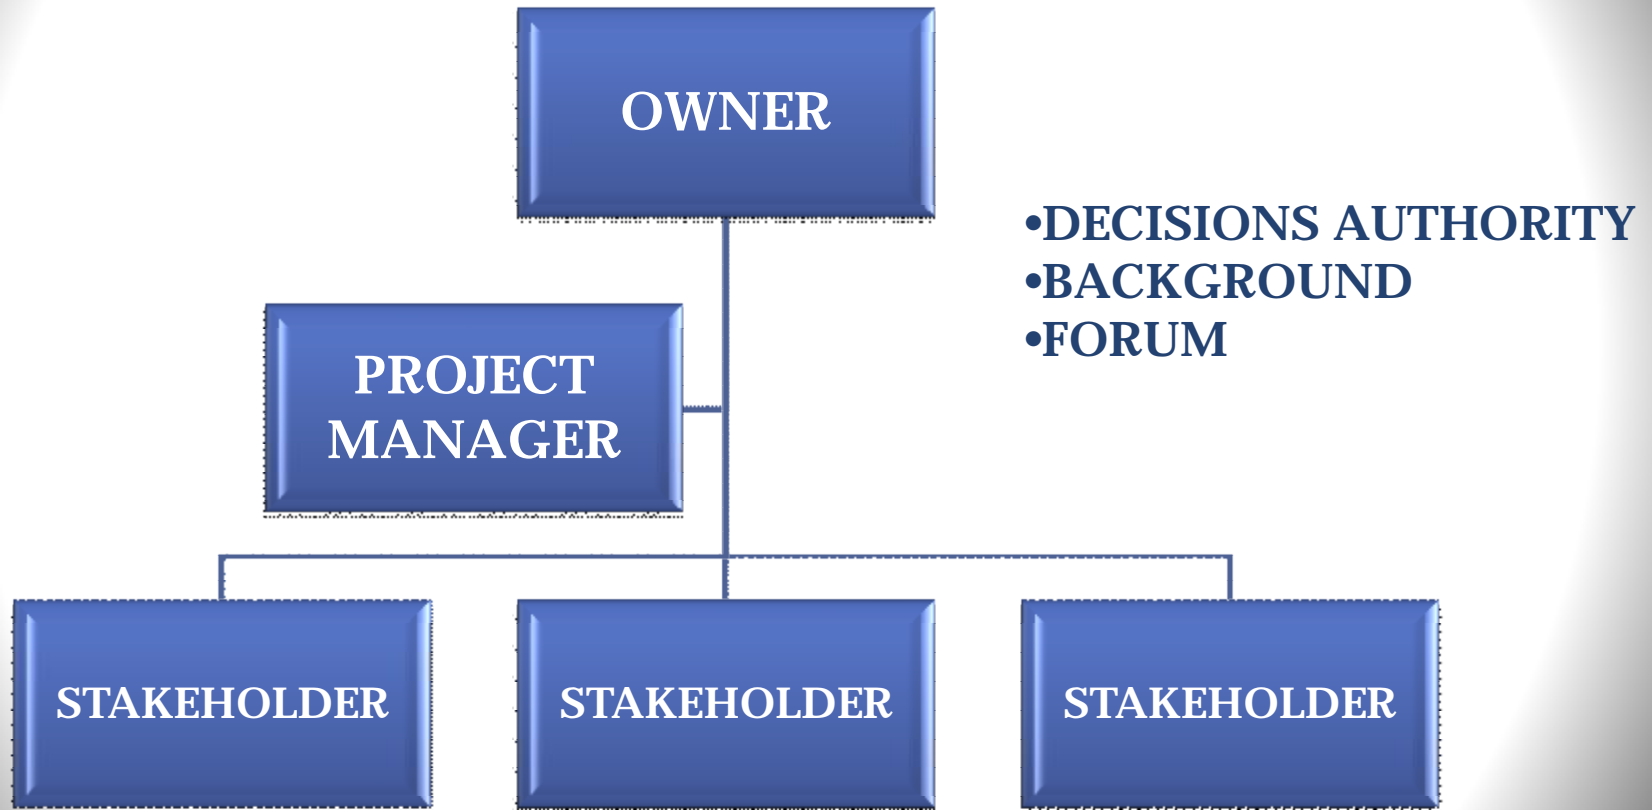 OWNER
•DECISIONS AUTHORITY
•BACKGROUND
•FORUM
PROJECT
MANAGER
STAKEHOLDER
STAKEHOLDER
STAKEHOLDER